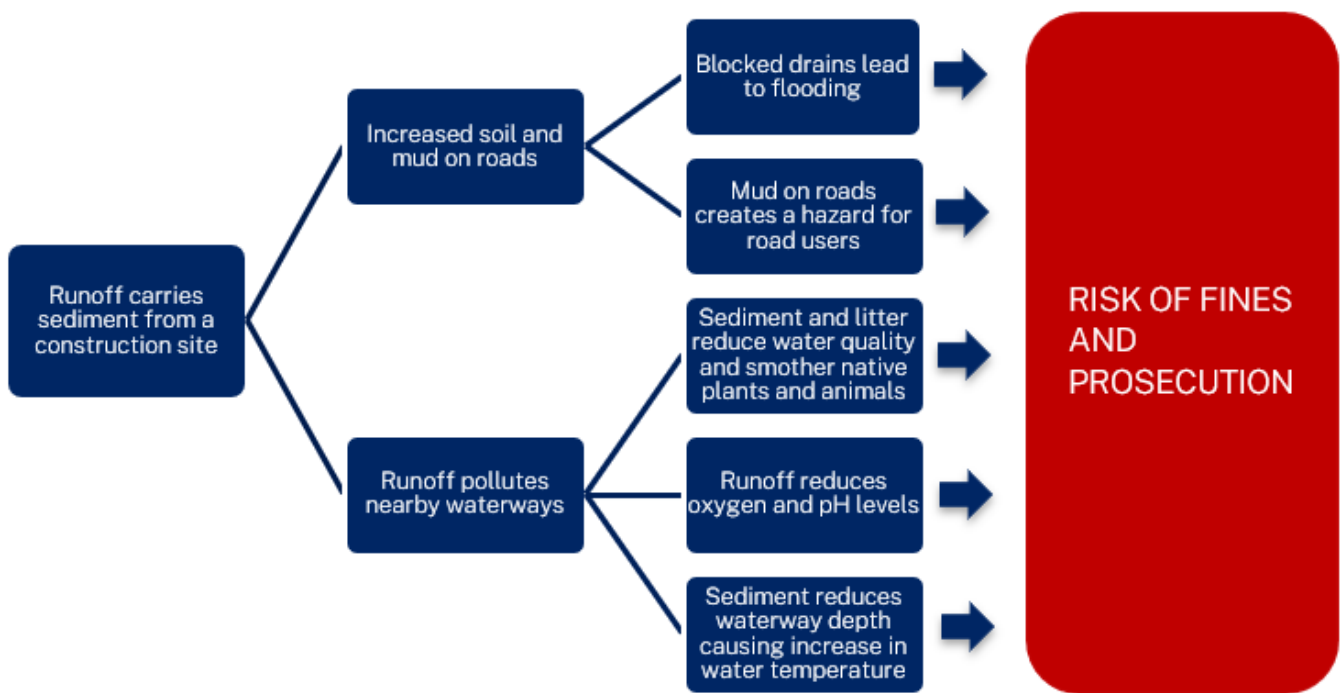 Runoff carries
sediment from a
construction site
Increased soil and
mud on roads
Runoff pollutes
nearby waterways
Blocked drains lead
to flooding
Mud on roads
creates a hazard for
road users
Sediment and litter
reduce water quality
and smother native
plants and animals
Runoff reduces
oxygen and pH levels
Sediment reduces
waterway depth
causing increase in
water temperature
RISK OF FINES
AND
PROSECUTION